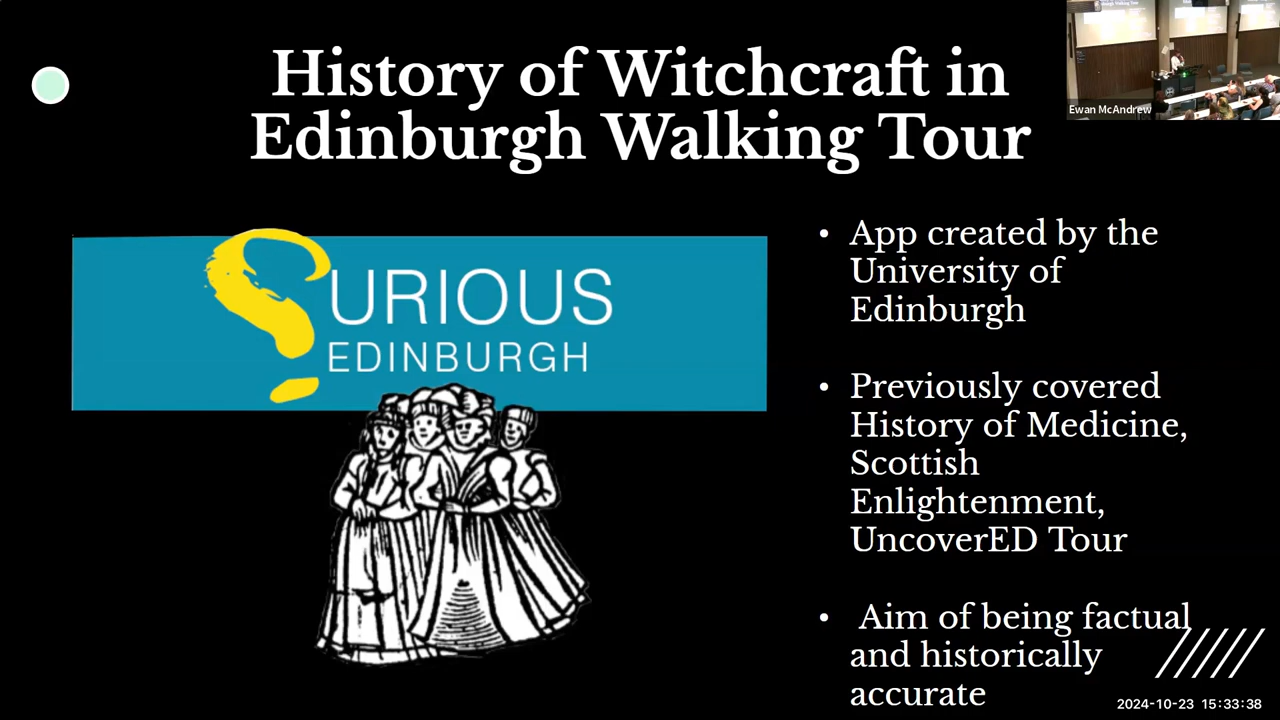 History of Witchcraft in
Edinburgh Walking Tour
Ewan McAndrew
URIOUS
EDINBURGH
• App created by the
University of
Edinburgh
• Previously covered
History of Medicine,
Scottish
Enlightenment,
UncoverED Tour
• Aim of being factual
and historically
accurate
2024-10-23 15:33:38